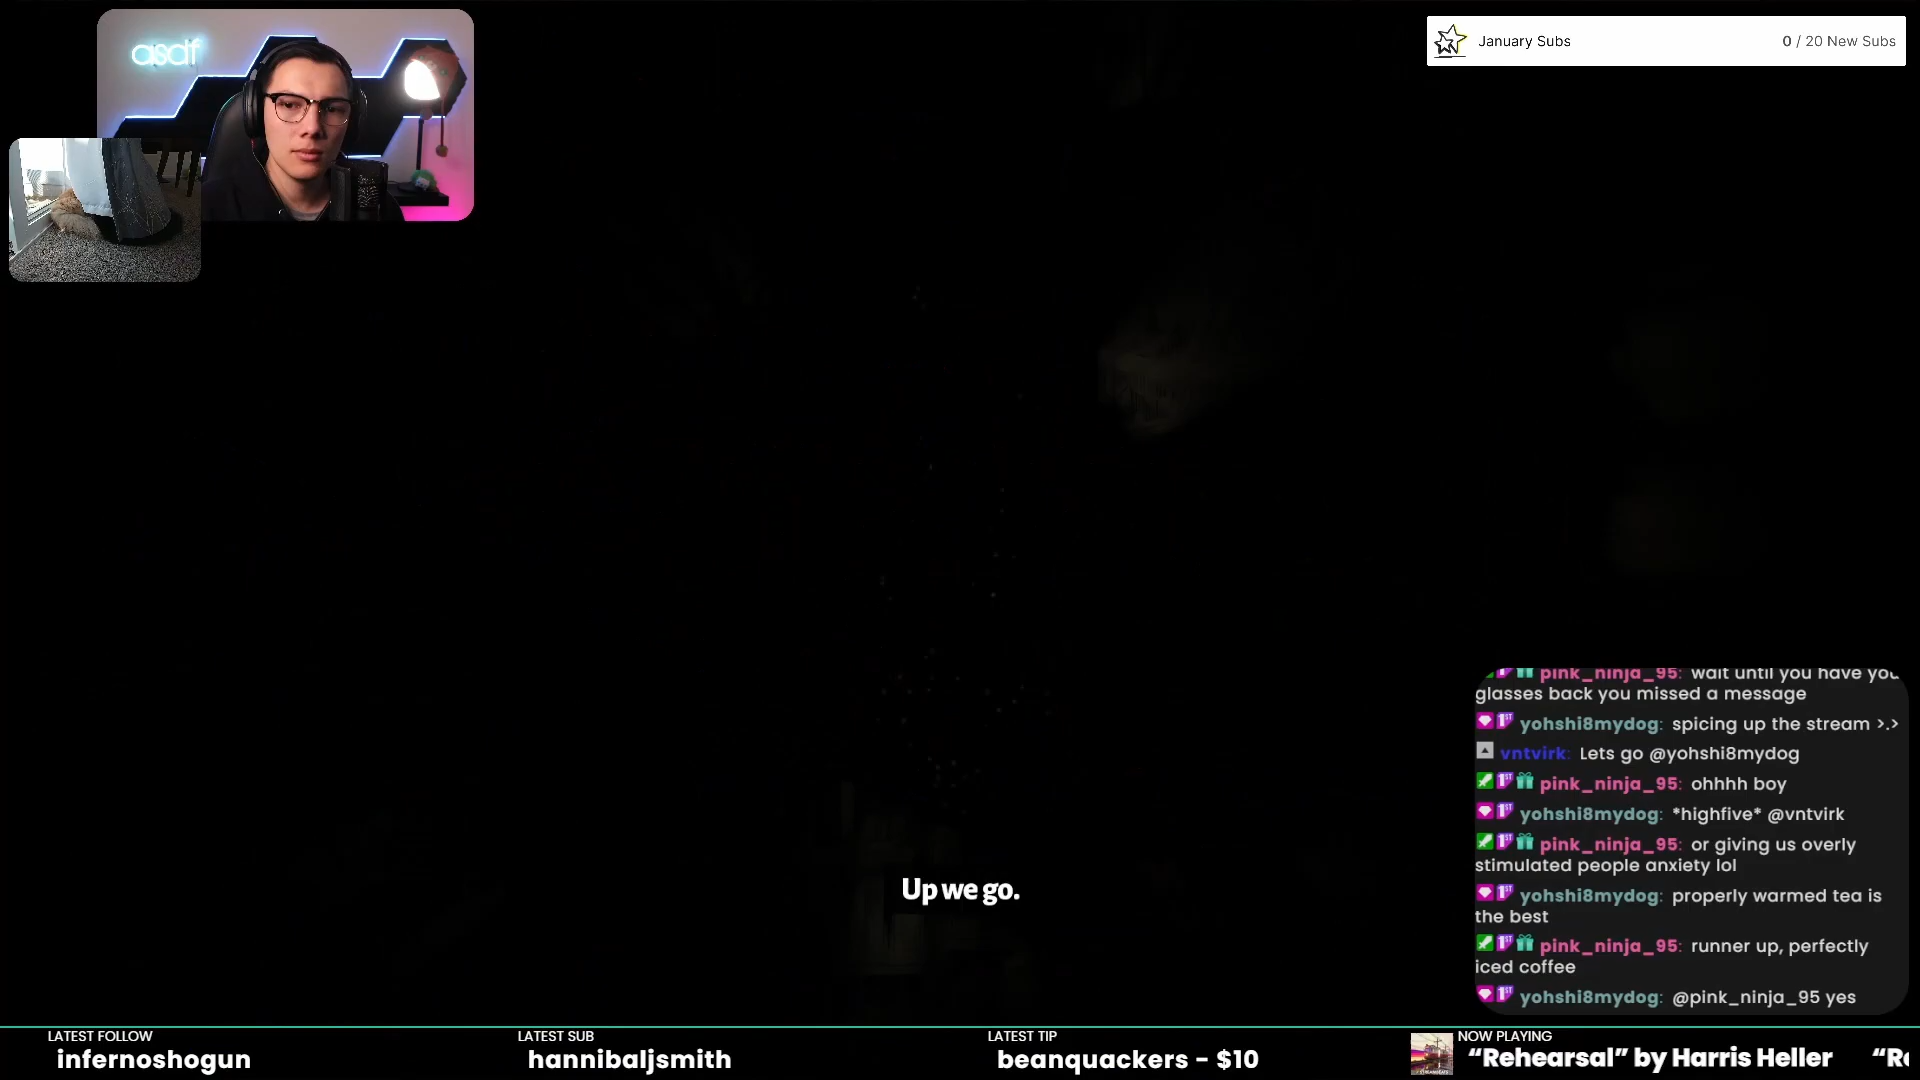 asdf
January Subs
0 / 20 New Subs
pink_ninja_95: wait until you have you
glasses back you missed a message
yohshi8mydog: spicing up the stream >.>
vntvirk: Lets go @yohshi8mydog
pink_ninja_95: ohhhh boy
yohshi8mydog: *highfive* @vntvirk
pink_ninja_95: or giving us overly
stimulated people anxiety lol
yohshi8mydog: properly warmed tea is
the best
pink_ninja_95: runner up, perfectly
iced coffee
yohshi8mydog: @pink_ninja_95 yes
Up we go.
LATEST FOLLOW
infernoshogun
LATEST SUB
hannibaljsmith
LATEST TIP
beanquackers - $10
NOW PLAYING
“Rehearsal” by Harris Heller “Re